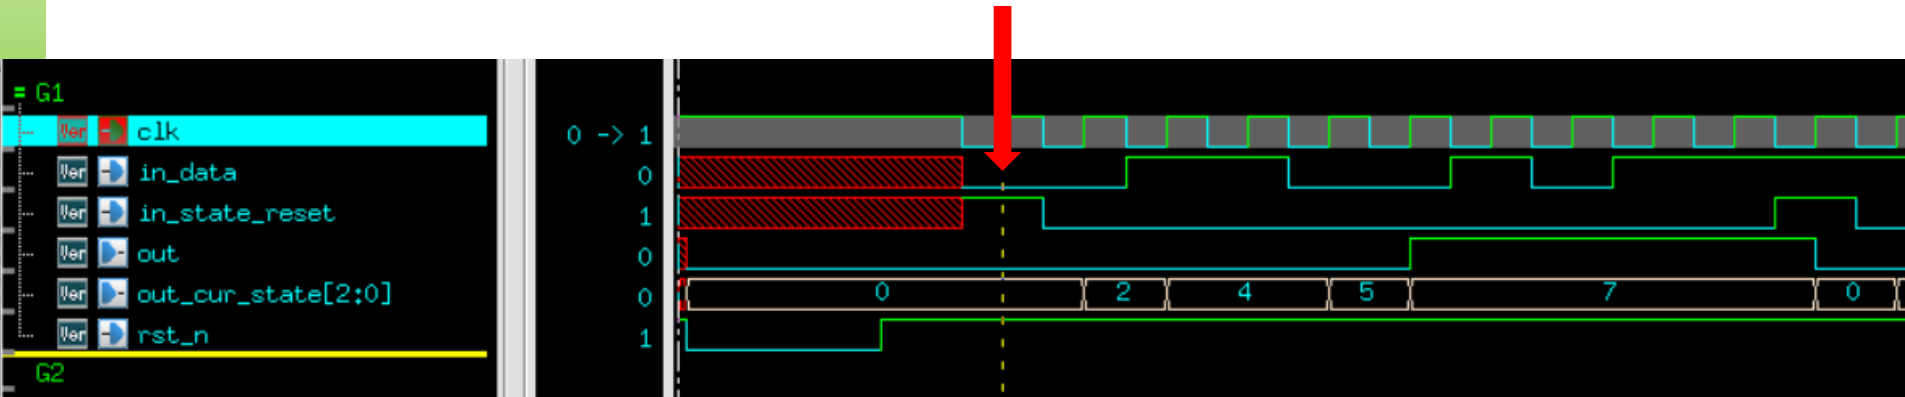 G1
Ver clk 0 -> 1
Ver in_data 0
Ver in_state_reset 1
Ver out 0
Ver out_cur_state[2:0] 0 0 2 4 5 7 0
Ver rst_n 1
G2